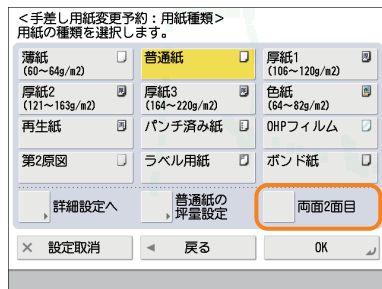 <手差し用紙変更予約：用紙種類>
用紙の種類を選択します。
薄紙
(60～64g/m2)
普通紙
厚紙1
(106～120g/m2)
厚紙2
(121～163g/m2)
厚紙3
(164～220g/m2)
色紙
(64～82g/m2)
再生紙
パンチ済み紙
OHPフィルム
第2原図
ラベル用紙
ボンド紙
詳細設定へ
普通紙の
坪量設定
両面2面目
× 設定取消
戻る
OK